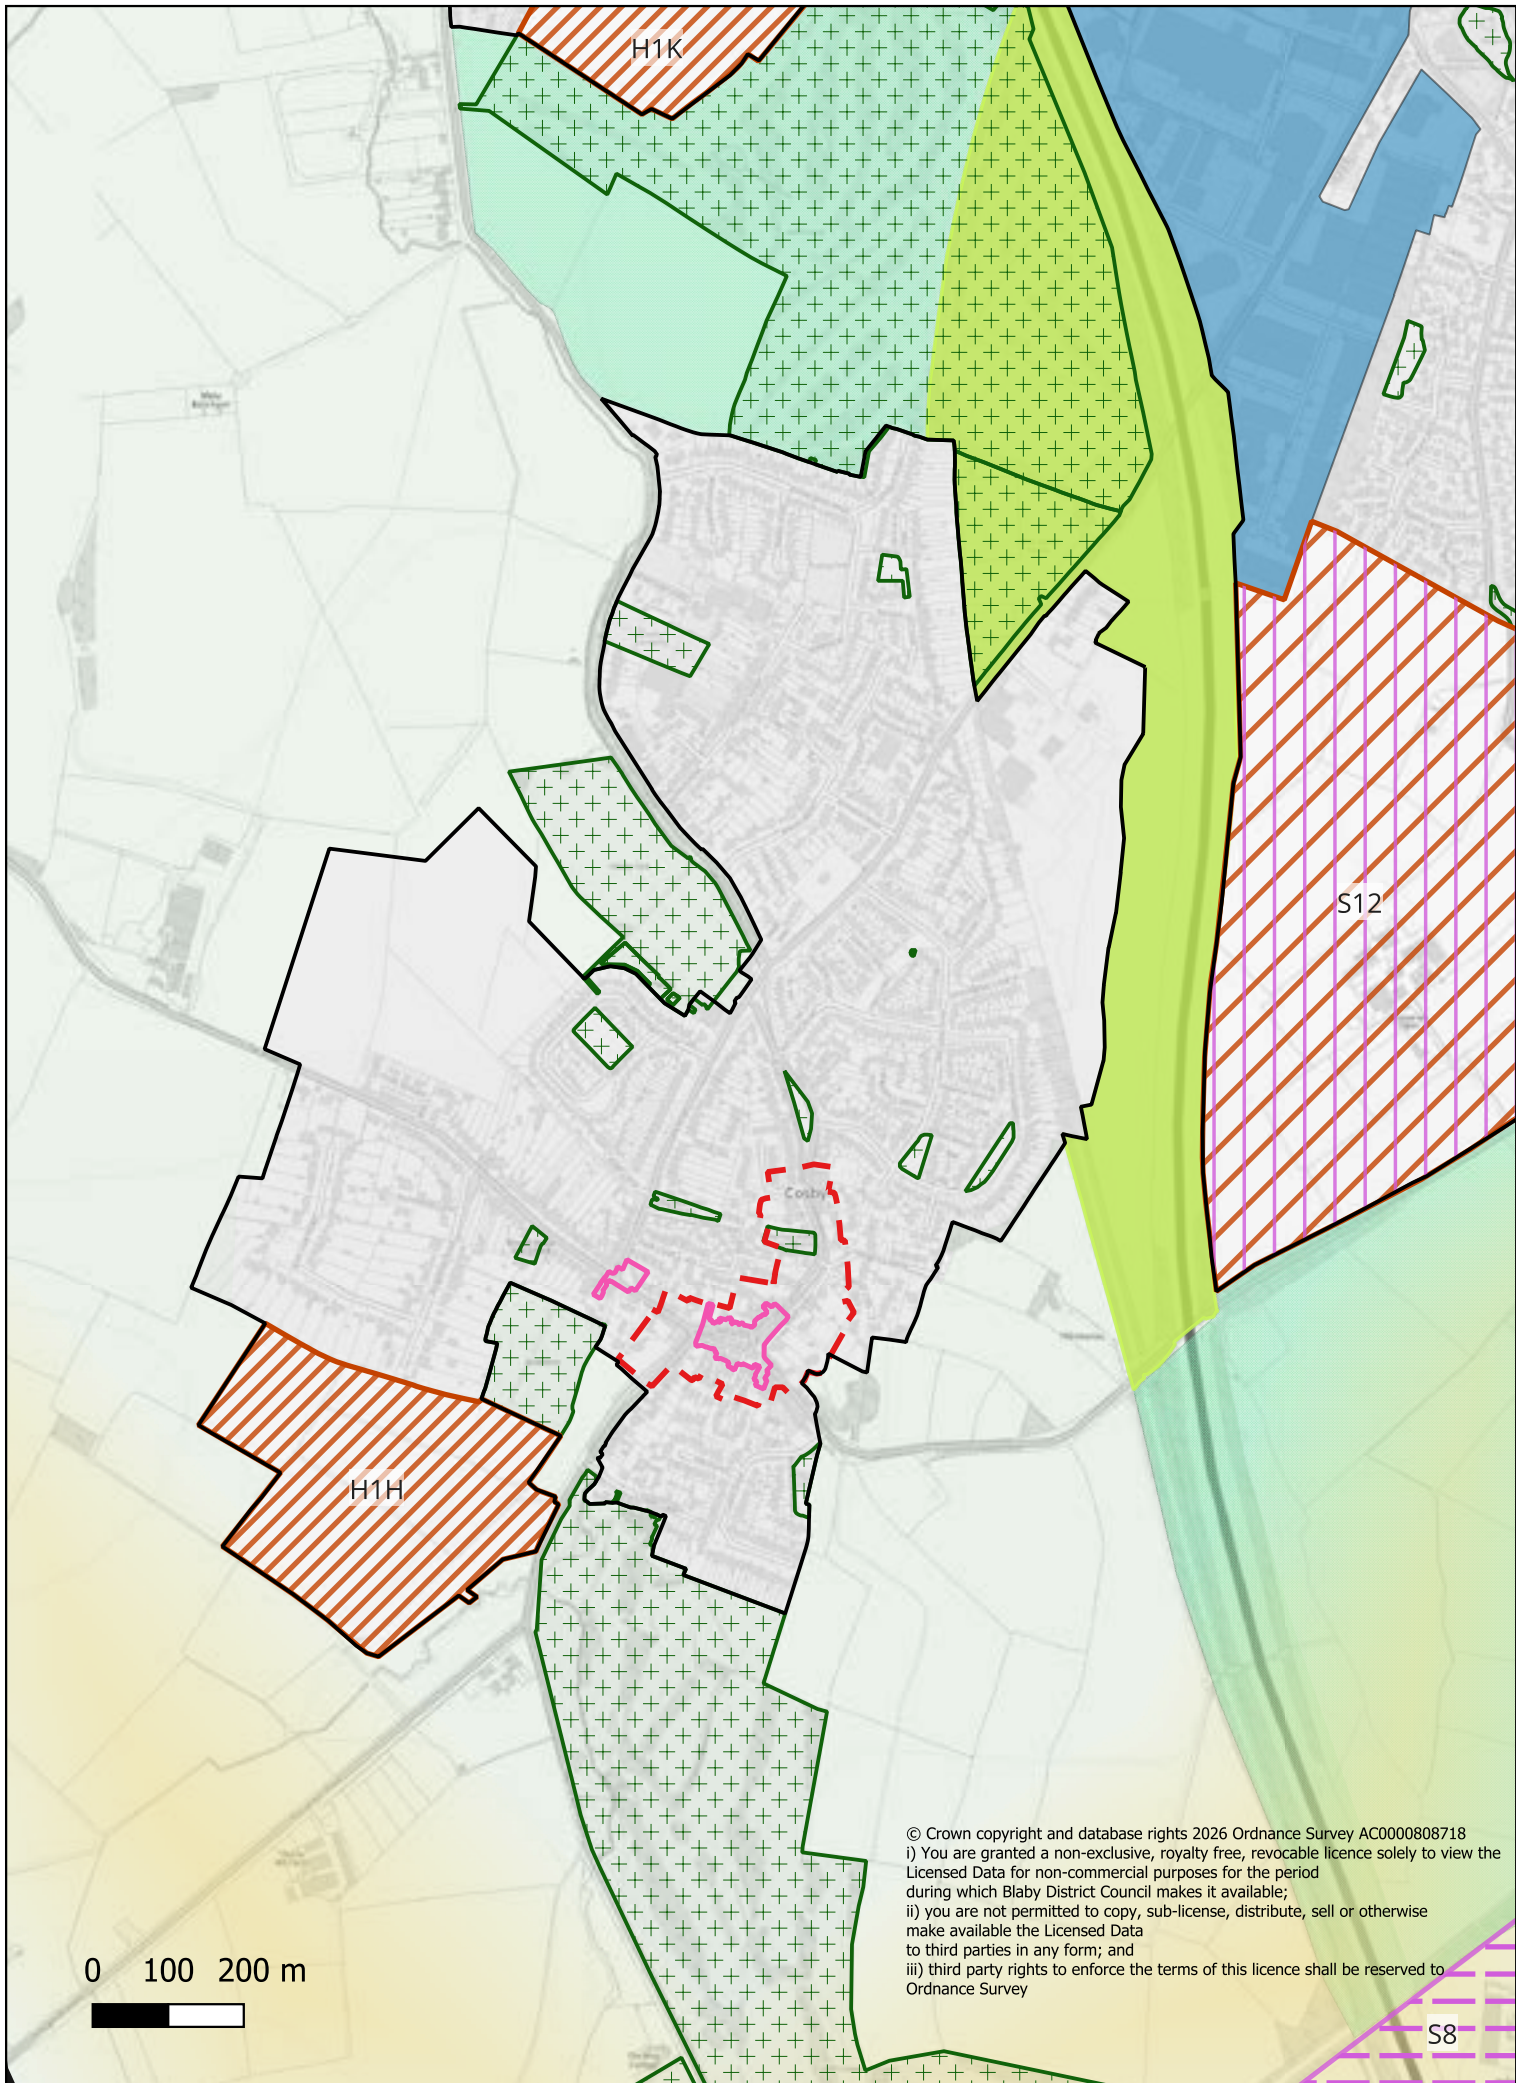 H1K
S12
Cosby
H1H
© Crown copyright and database rights 2026 Ordnance Survey AC0000808718
i) You are granted a non-exclusive, royalty free, revocable licence solely to view the
Licensed Data for non-commercial purposes for the period
during which Blaby District Council makes it available;
ii) you are not permitted to copy, sub-license, distribute, sell or otherwise
make available the Licensed Data
to third parties in any form; and
iii) third party rights to enforce the terms of this licence shall be reserved to
Ordnance Survey
0 100 200 m
S8